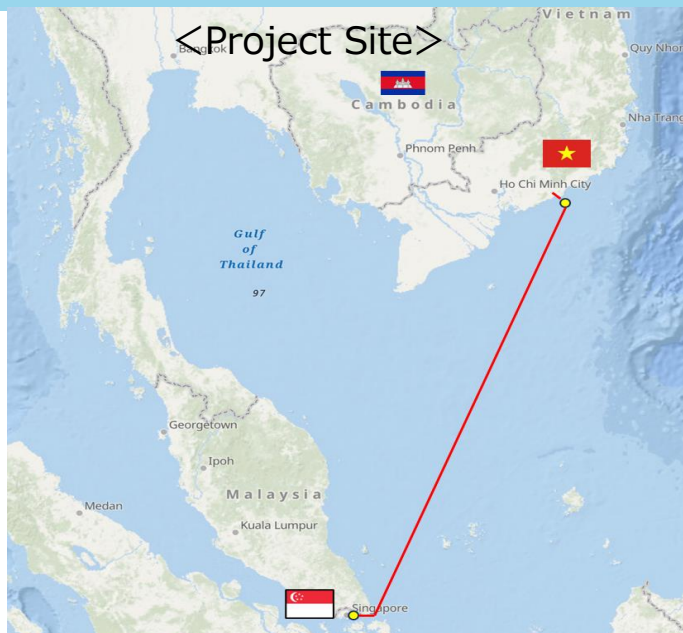 <Project Site>
Vietnam
Bangkok
Quy Nhon
Cambodia
Nha Trang
Phnom Penh
Ho Chi Minh City
Gulf
of
Thailand
97
Georgetown
Ipoh
Malaysia
Medan
Kuala Lumpur
Singapore